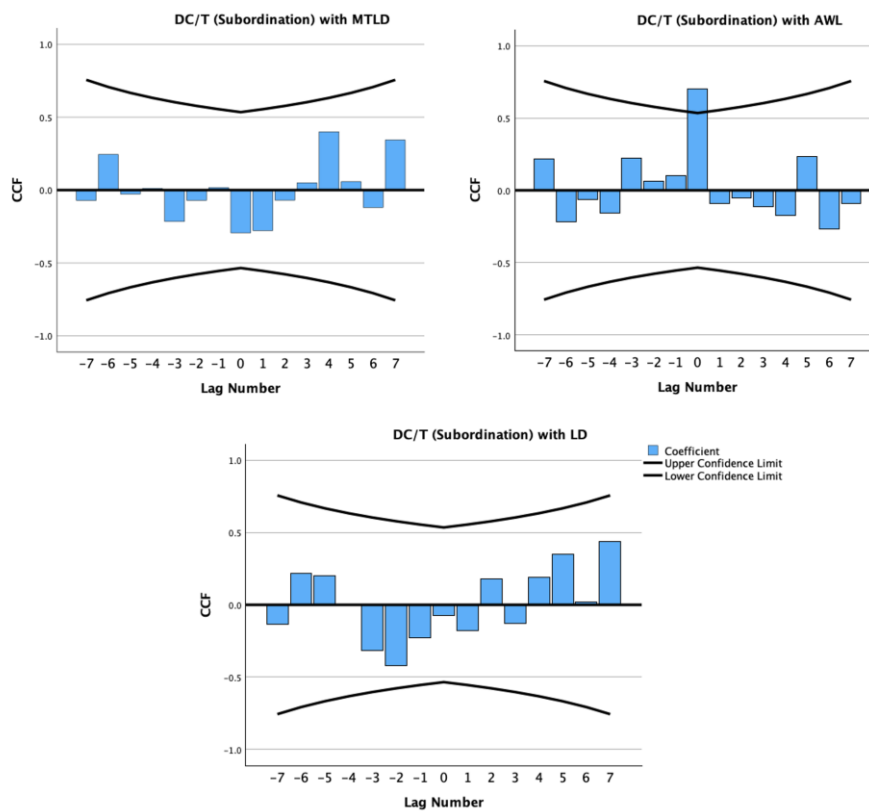 DC/T (Subordination) with MTLD
1.0
0.5
0.0
-0.5
-1.0
CCF
-7 -6 -5 -4 -3 -2 -1 0 1 2 3 4 5 6 7
Lag Number
DC/T (Subordination) with AWL
1.0
0.5
0.0
-0.5
-1.0
CCF
-7 -6 -5 -4 -3 -2 -1 0 1 2 3 4 5 6 7
Lag Number
DC/T (Subordination) with LD
1.0
0.5
0.0
-0.5
-1.0
CCF
-7 -6 -5 -4 -3 -2 -1 0 1 2 3 4 5 6 7
Lag Number
Coefficient
Upper Confidence Limit
Lower Confidence Limit